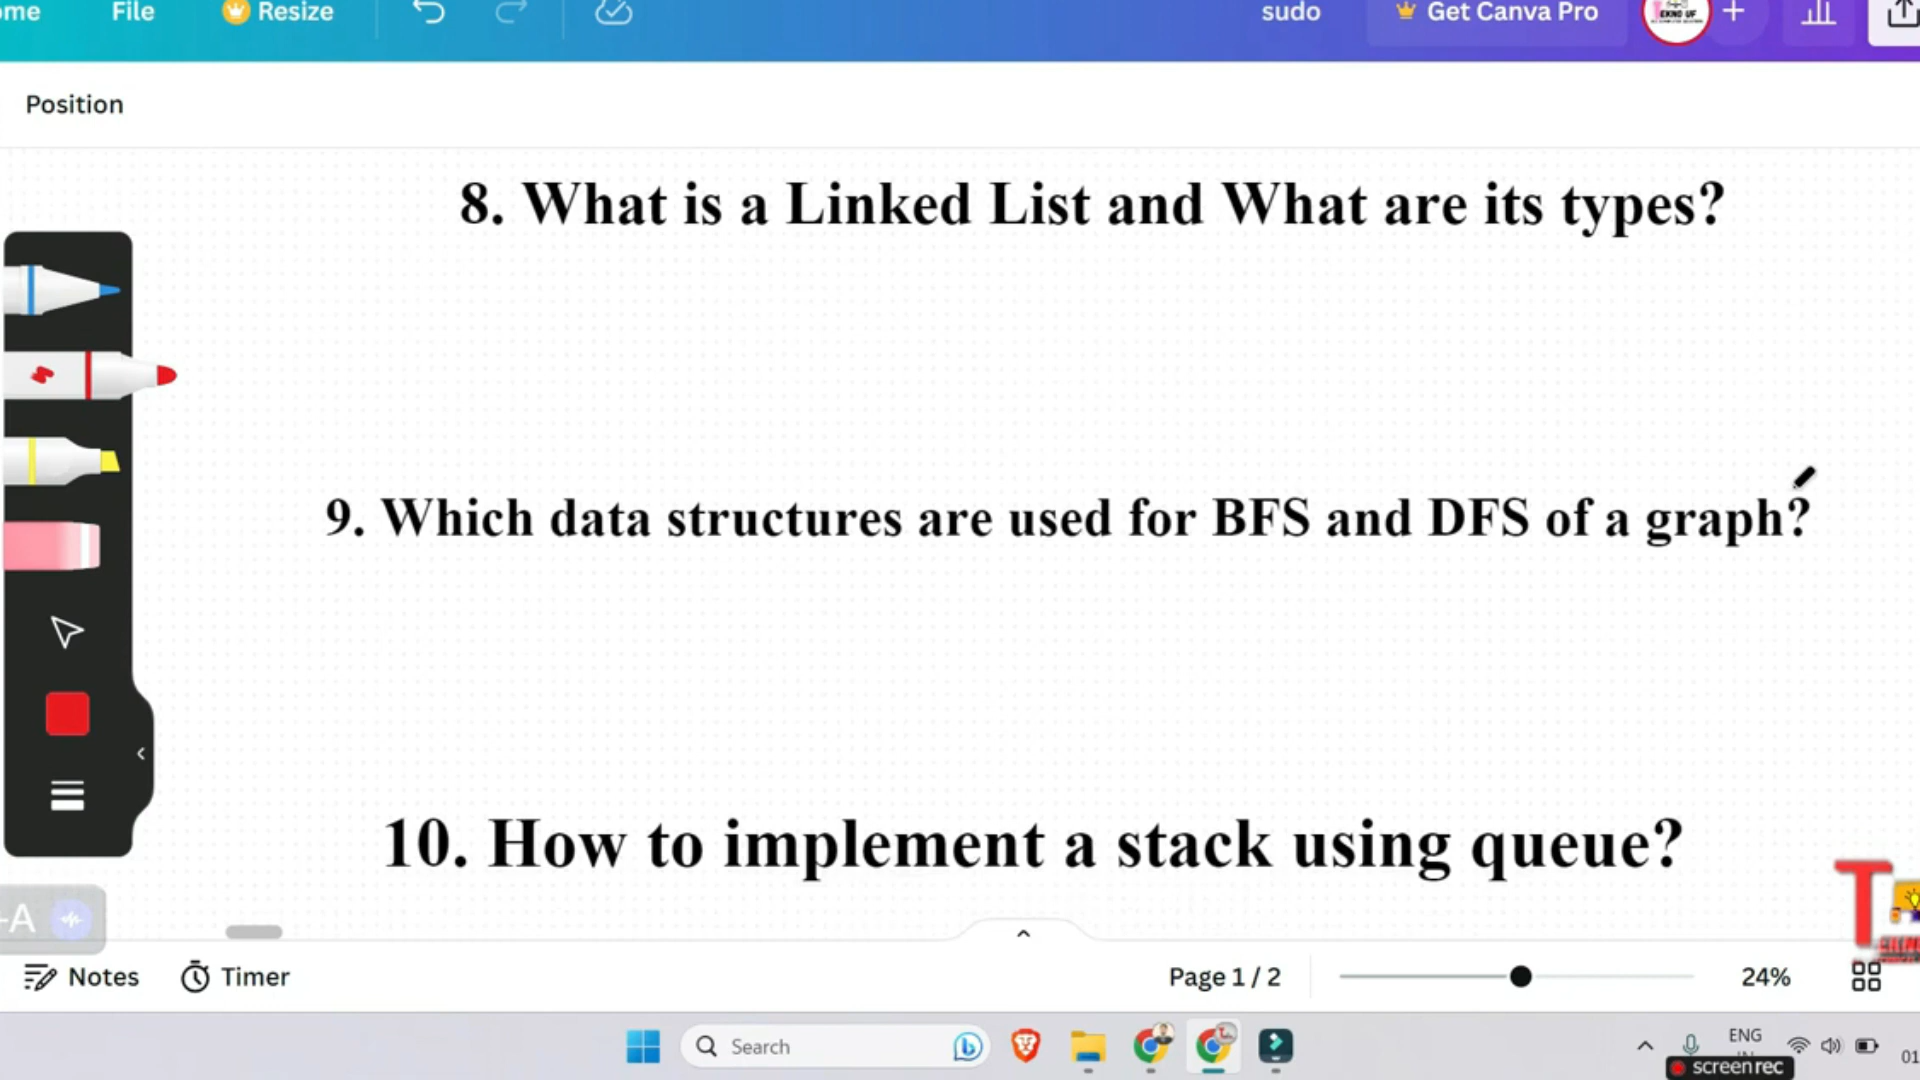 ome File Resize sudo Get Canva Pro
Position
8. What is a Linked List and What are its types?
9. Which data structures are used for BFS and DFS of a graph?
10. How to implement a stack using queue?
-A
T
Notes Timer Page 1 / 2 24%
Search ENG
screenrec
01